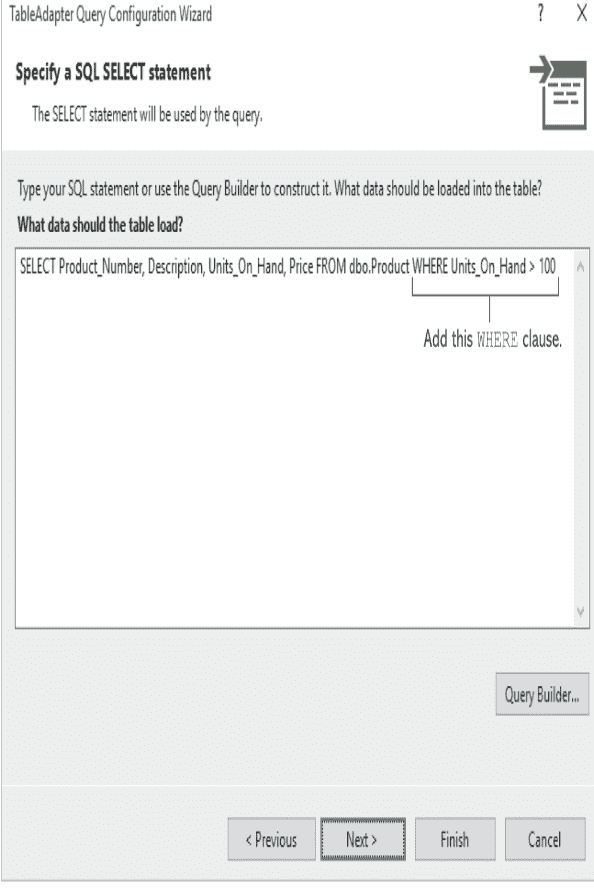 TableAdapter Query Configuration Wizard ? X
Specify a SQL SELECT statement
The SELECT statement will be used by the query.
Type your SQL statement or use the Query Builder to construct it. What data should be loaded into the table?
What data should the table load?
SELECT Product_Number, Description, Units_On_Hand, Price FROM dbo.Product WHERE Units_On_Hand > 100
Add this WHERE clause.
Query Builder...
< Previous Next > Finish Cancel